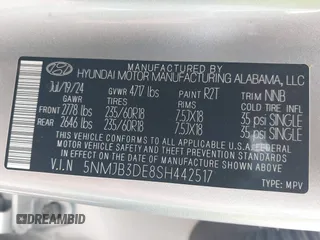 MANUFACTURED BY
HYUNDAI MOTOR MANUFACTURING ALABAMA, LLC
Jul/19/24 GVWR 4717 lbs PAINT R2T TRIM NNB
GAWR TIRES RIMS COLD TIRE INFL
FRONT 2778 lbs 235/60R18 7.5JX18 35 psi SINGLE
REAR 2646 lbs 235/60R18 7.5JX18 35 psi SINGLE
THIS VEHICLE CONFORMS TO ALL APPLICABLE
U.S. FEDERAL MOTOR VEHICLE SAFETY AND
THEFT PREVENTION STANDARDS IN EFFECT ON
THE DATE OF MANUFACTURE SHOWN ABOVE.
V.I.N 5NMJB3DE8SH442517
TYPE: MPV
DREAMBID